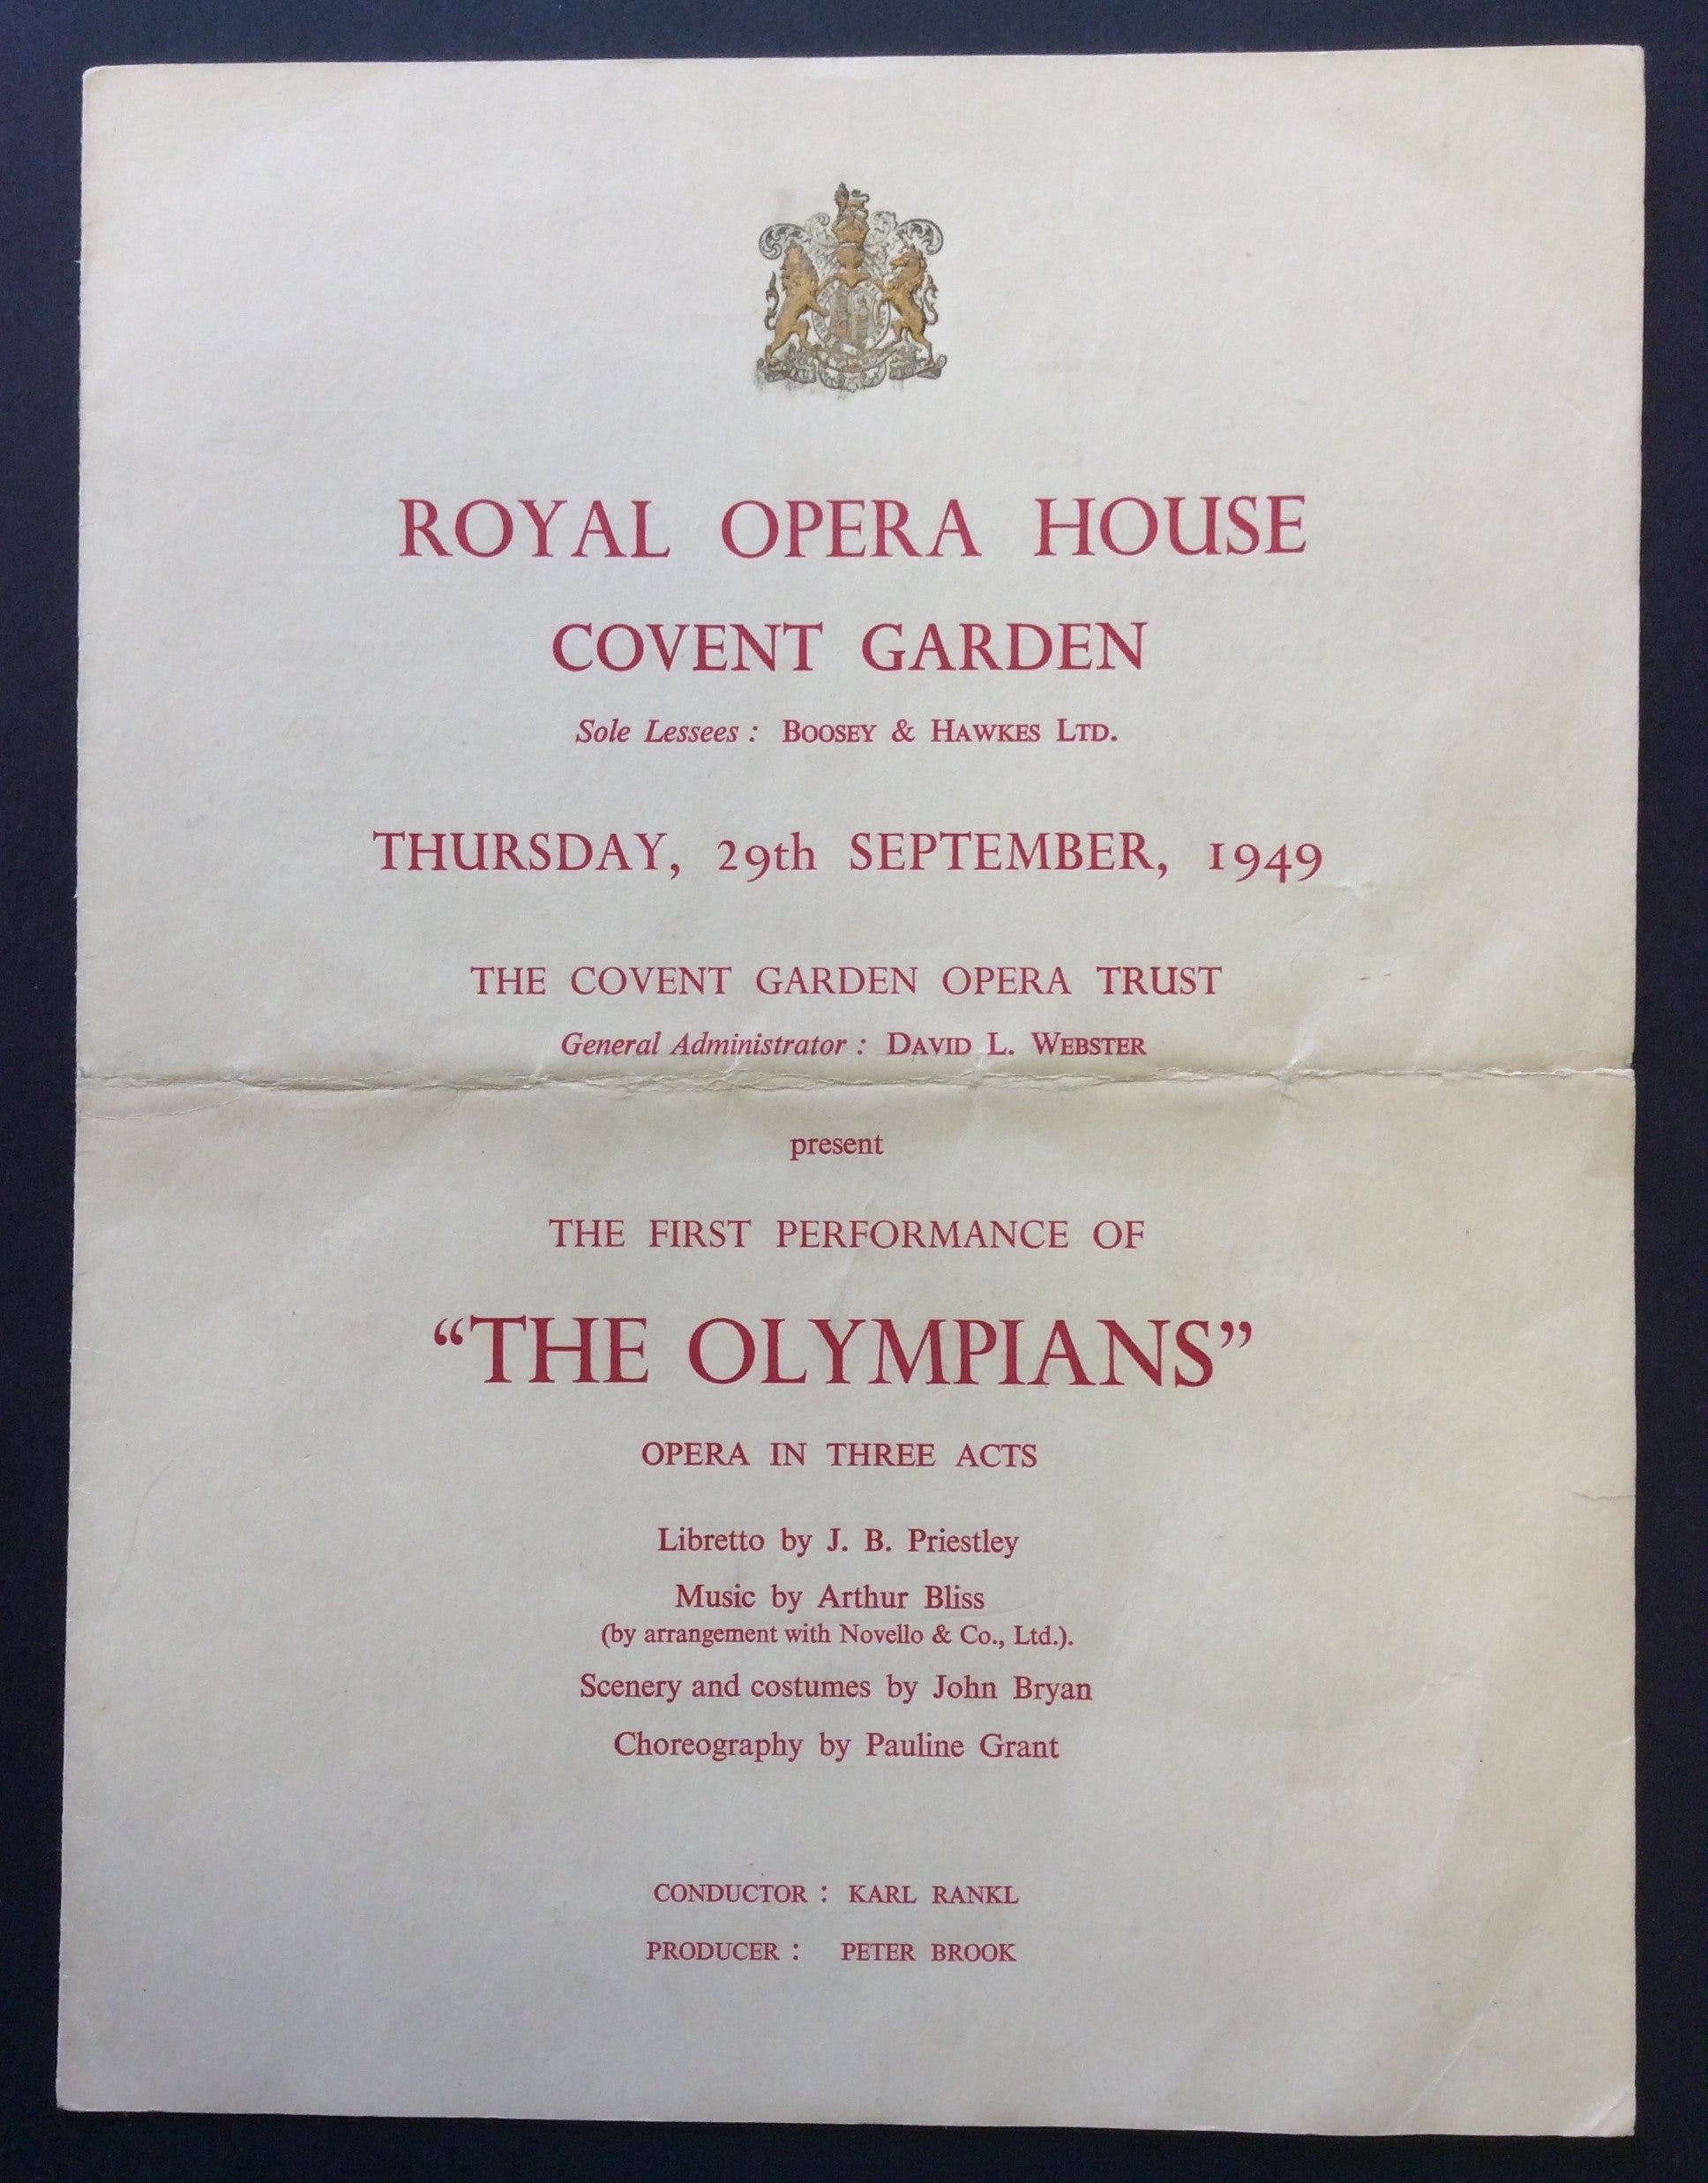 ROYAL OPERA HOUSE
COVENT GARDEN
Sole Lessees : BOOSEY & HAWKES LTD.
THURSDAY, 29th SEPTEMBER, 1949
THE COVENT GARDEN OPERA TRUST
General Administrator : DAVID L. WEBSTER
present
THE FIRST PERFORMANCE OF
“THE OLYMPIANS”
OPERA IN THREE ACTS
Libretto by J. B. Priestley
Music by Arthur Bliss
(by arrangement with Novello & Co., Ltd.).
Scenery and costumes by John Bryan
Choreography by Pauline Grant
CONDUCTOR : KARL RANKL
PRODUCER : PETER BROOK